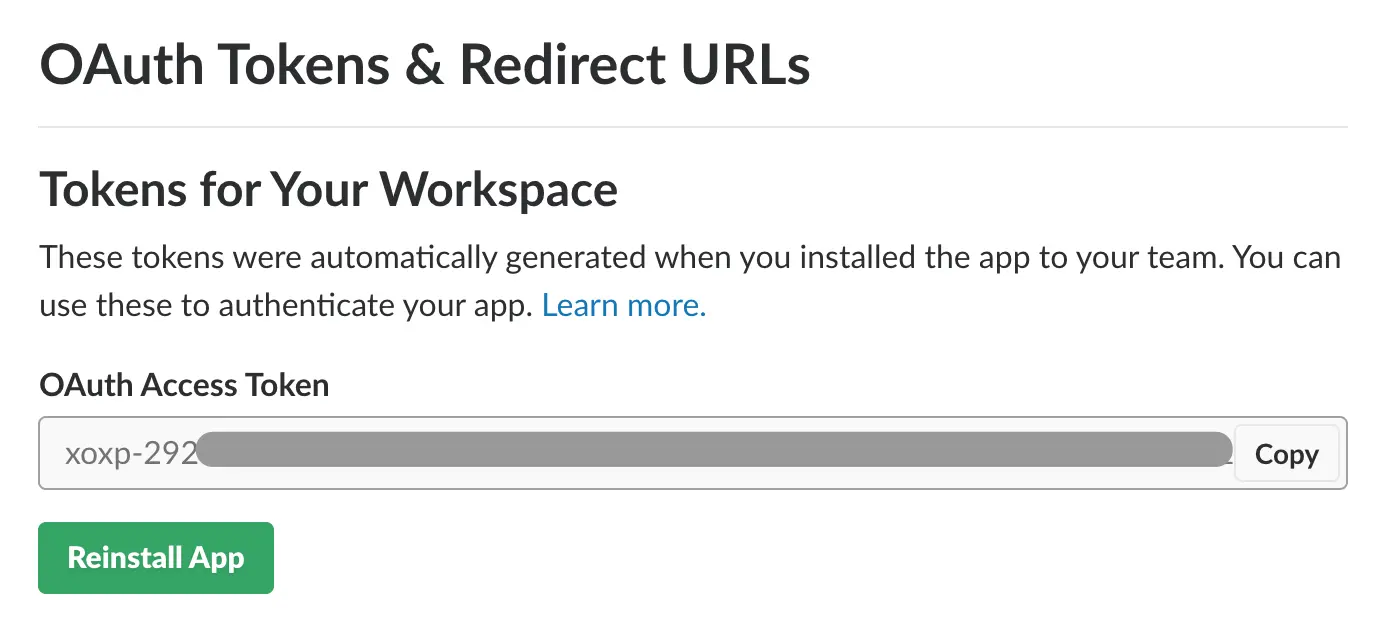 OAuth Tokens & Redirect URLs
Tokens for Your Workspace
These tokens were automatically generated when you installed the app to your team. You can
use these to authenticate your app. Learn more.
OAuth Access Token
xoxp-292
Copy
Reinstall App